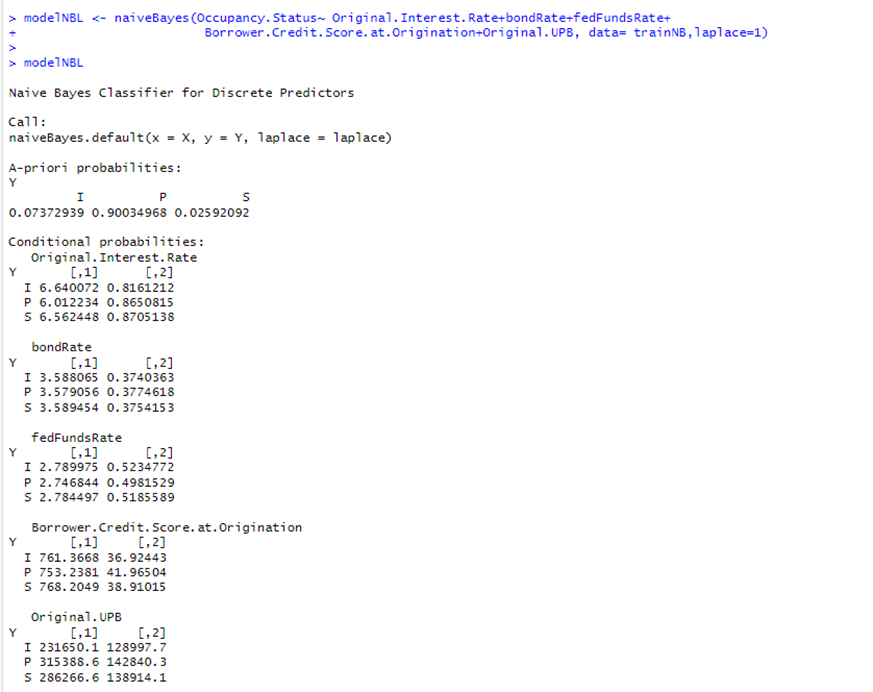 > modelNBL <- naiveBayes(Occupancy.Status~ Original.Interest.Rate+bondRate+fedFundsRate+
+                        Borrower.Credit.Score.at.Origination+Original.UPB, data= trainNB,laplace=1)
>
> modelNBL
Naive Bayes Classifier for Discrete Predictors
Call:
naiveBayes.default(x = X, y = Y, laplace = laplace)
A-priori probabilities:
Y
         I          P          S
0.07372939 0.90034968 0.02592092
Conditional probabilities:
   Original.Interest.Rate
Y       [,1]      [,2]
  I 6.640072 0.8161212
  P 6.012234 0.8650815
  S 6.562448 0.8705138
   bondRate
Y       [,1]      [,2]
  I 3.588065 0.3740363
  P 3.579056 0.3774618
  S 3.589454 0.3754153
   fedFundsRate
Y       [,1]      [,2]
  I 2.789975 0.5234772
  P 2.746844 0.4981529
  S 2.784497 0.5185589
   Borrower.Credit.Score.at.Origination
Y       [,1]     [,2]
  I 761.3668 36.92443
  P 753.2381 41.96504
  S 768.2049 38.91015
   Original.UPB
Y       [,1]     [,2]
  I 231650.1 128997.7
  P 315388.6 142840.3
  S 286266.6 138914.1